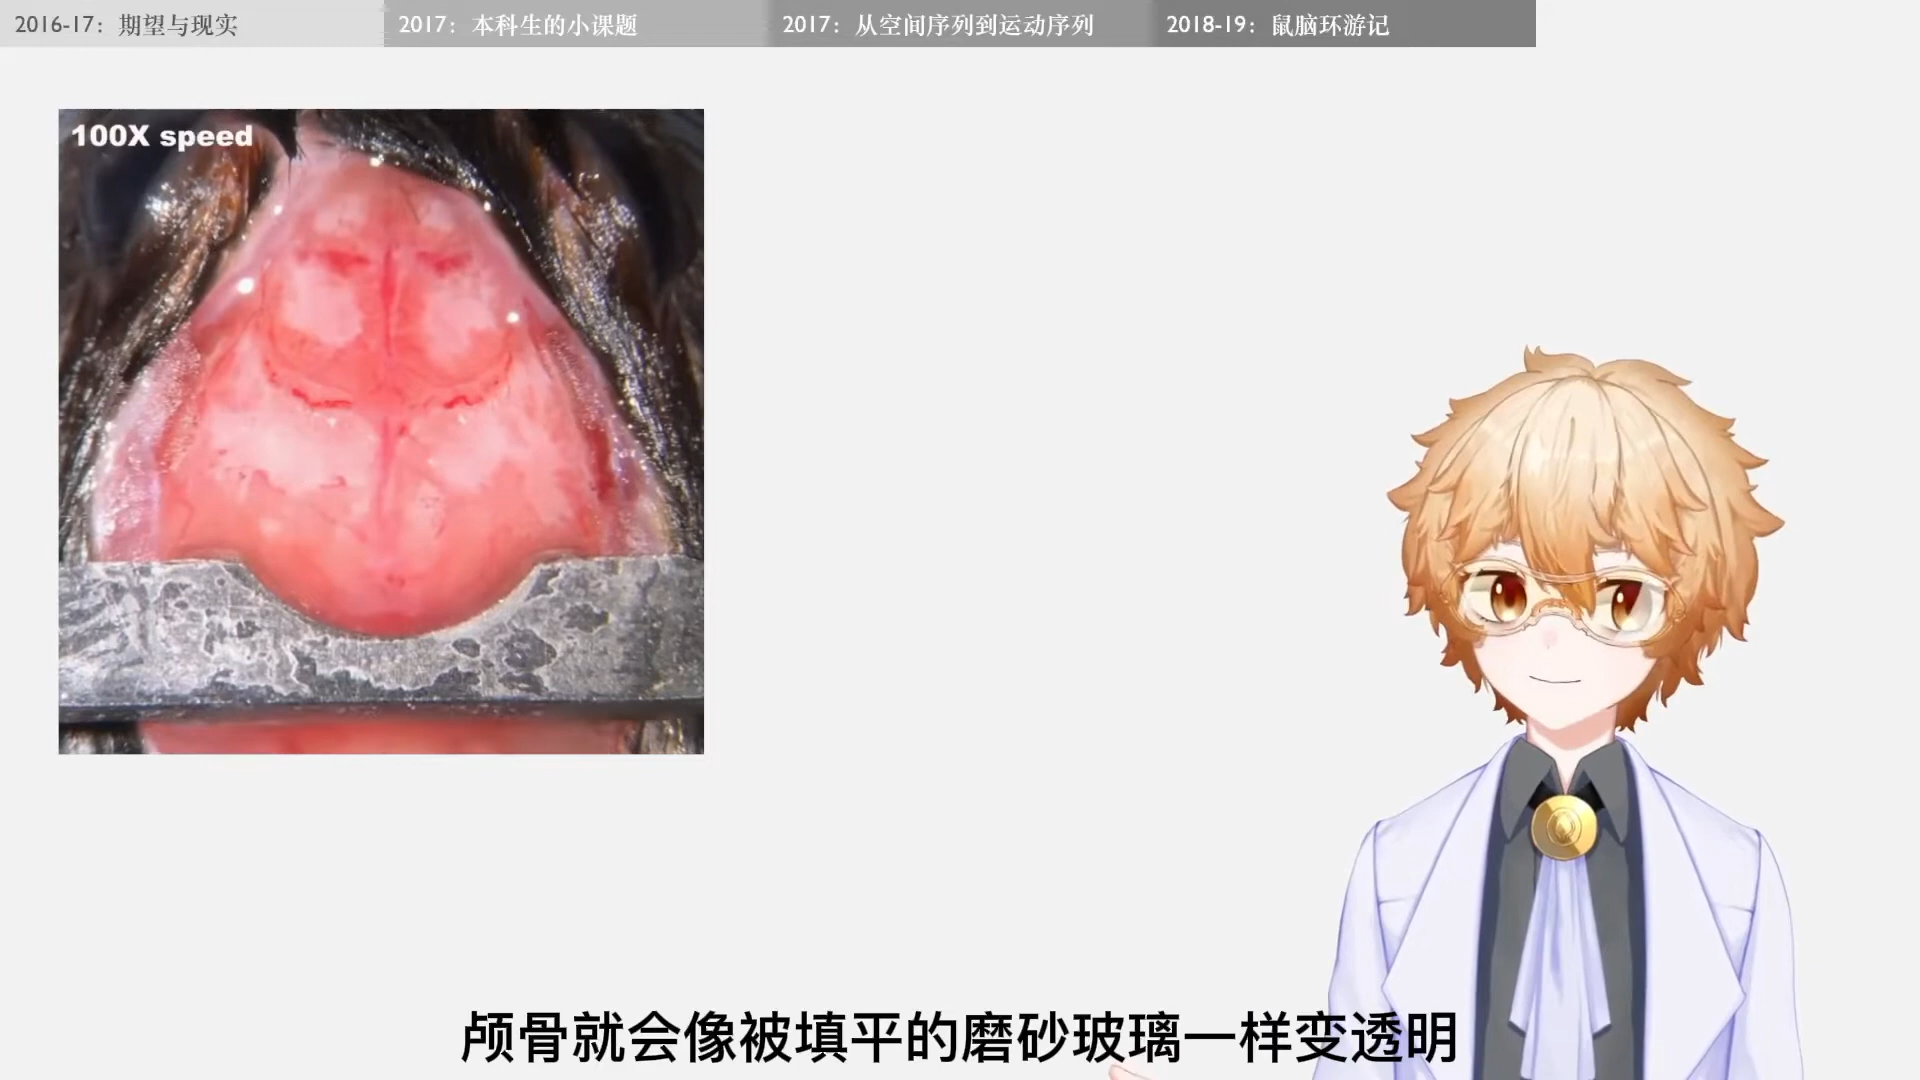 2016-17：期望与现实
2017：本科生的小课题
2017：从空间序列到运动序列
2018-19：鼠脑环游记
100X speed
颅骨就会像被填平的磨砂玻璃一样变透明